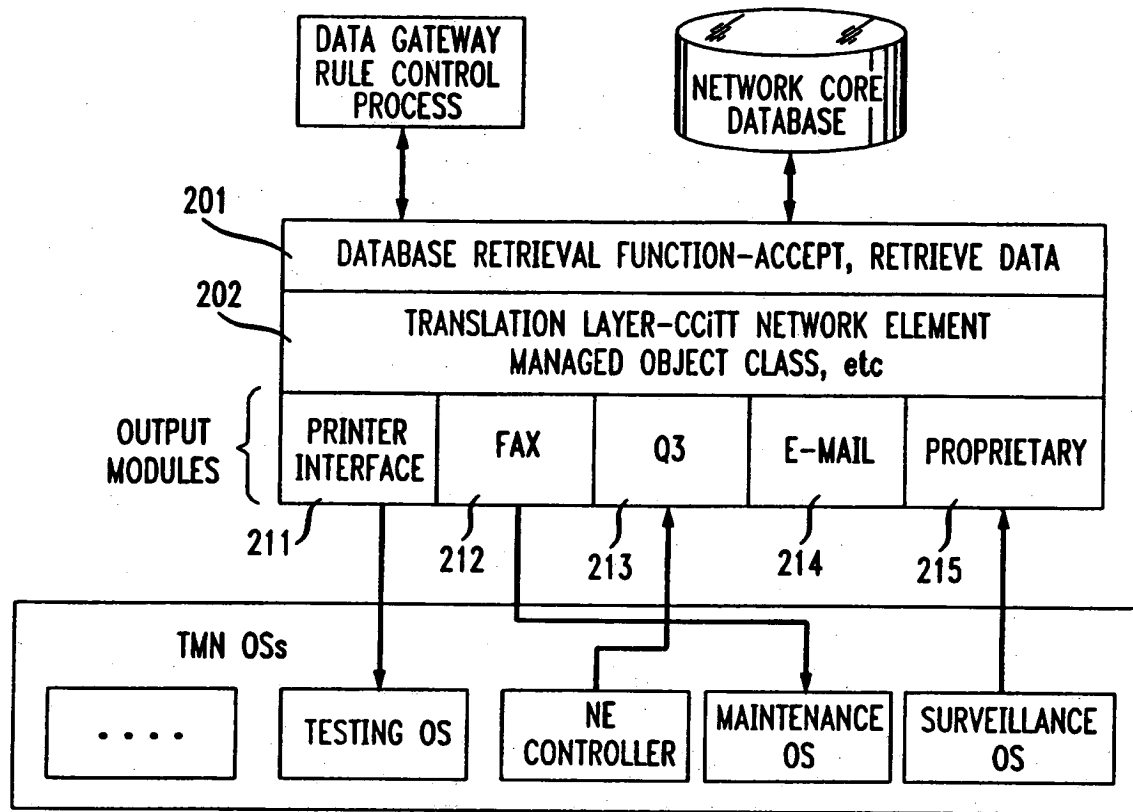 DATA GATEWAY
RULE CONTROL
PROCESS
NETWORK CORE
DATABASE
201
DATABASE RETRIEVAL FUNCTION-ACCEPT, RETRIEVE DATA
202
TRANSLATION LAYER-CCiTT NETWORK ELEMENT
MANAGED OBJECT CLASS, etc
OUTPUT
MODULES
PRINTER
INTERFACE
FAX
Q3
E-MAIL
PROPRIETARY
211
212
213
214
215
TMN OSs
. . . .
TESTING OS
NE
CONTROLLER
MAINTENANCE
OS
SURVEILLANCE
OS